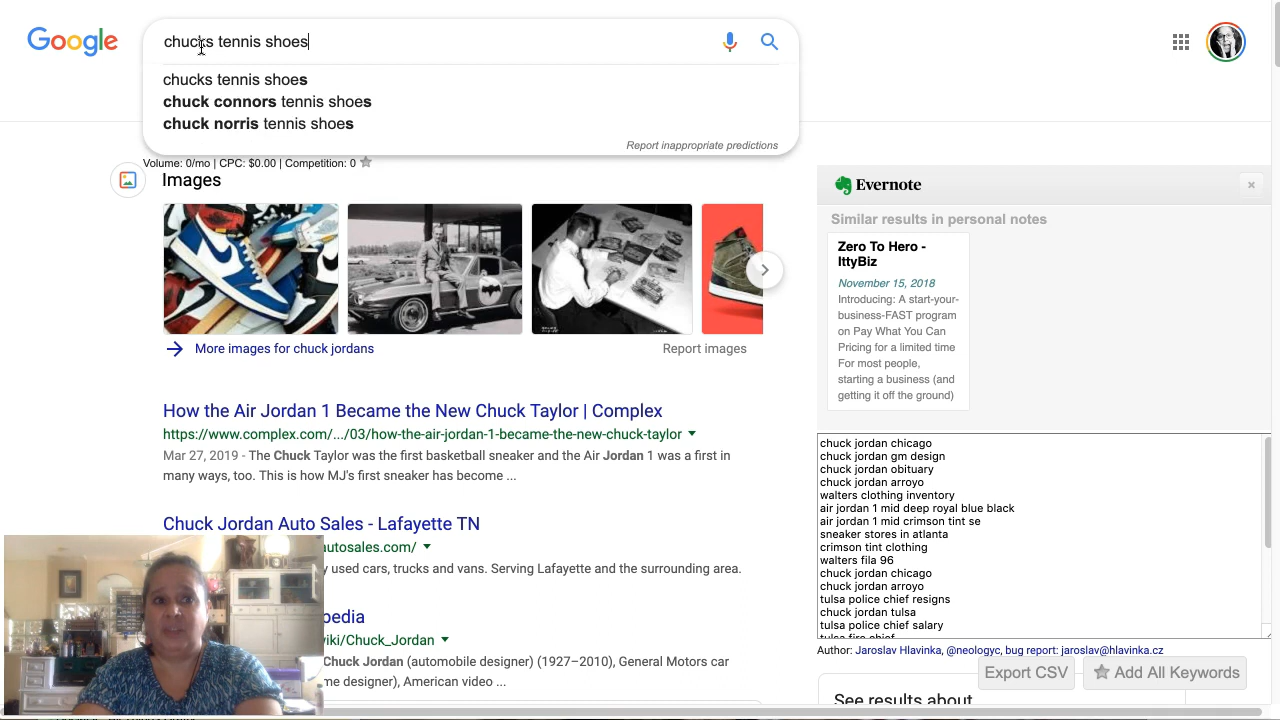 Google
chucks tennis shoes
chucks tennis shoes
chuck connors tennis shoes
chuck norris tennis shoes
Report inappropriate predictions
Volume: 0/mo | CPC: $0.00 | Competition: 0
Images
More images for chuck jordans
Report images
How the Air Jordan 1 Became the New Chuck Taylor | Complex
https://www.complex.com/.../03/how-the-air-jordan-1-became-the-new-chuck-taylor
Mar 27, 2019 - The Chuck Taylor was the first basketball sneaker and the Air Jordan 1 was a first in
many ways, too. This is how MJ's first sneaker has become ...
Chuck Jordan Auto Sales - Lafayette TN
autosales.com/
y used cars, trucks and vans. Serving Lafayette and the surrounding area.
pedia
viki/Chuck_Jordan
Chuck Jordan (automobile designer) (1927–2010), General Motors car
me designer), American video ...
Evernote
×
Similar results in personal notes
Zero To Hero -
IttyBiz
November 15, 2018
Introducing: A start-your-
business-FAST program
on Pay What You Can
Pricing for a limited time
For most people,
starting a business (and
getting it off the ground)
chuck jordan chicago
chuck jordan gm design
chuck jordan obituary
chuck jordan arroyo
walters clothing inventory
air jordan 1 mid deep royal blue black
air jordan 1 mid crimson tint se
sneaker stores in atlanta
crimson tint clothing
walters fila 96
chuck jordan chicago
chuck jordan arroyo
tulsa police chief resigns
chuck jordan tulsa
tulsa police chief salary
tulsa fire chief
Author: Jaroslav Hlavinka, @neologyc, bug report: jaroslav@hlavinka.cz
Export CSV
Add All Keywords
See results about